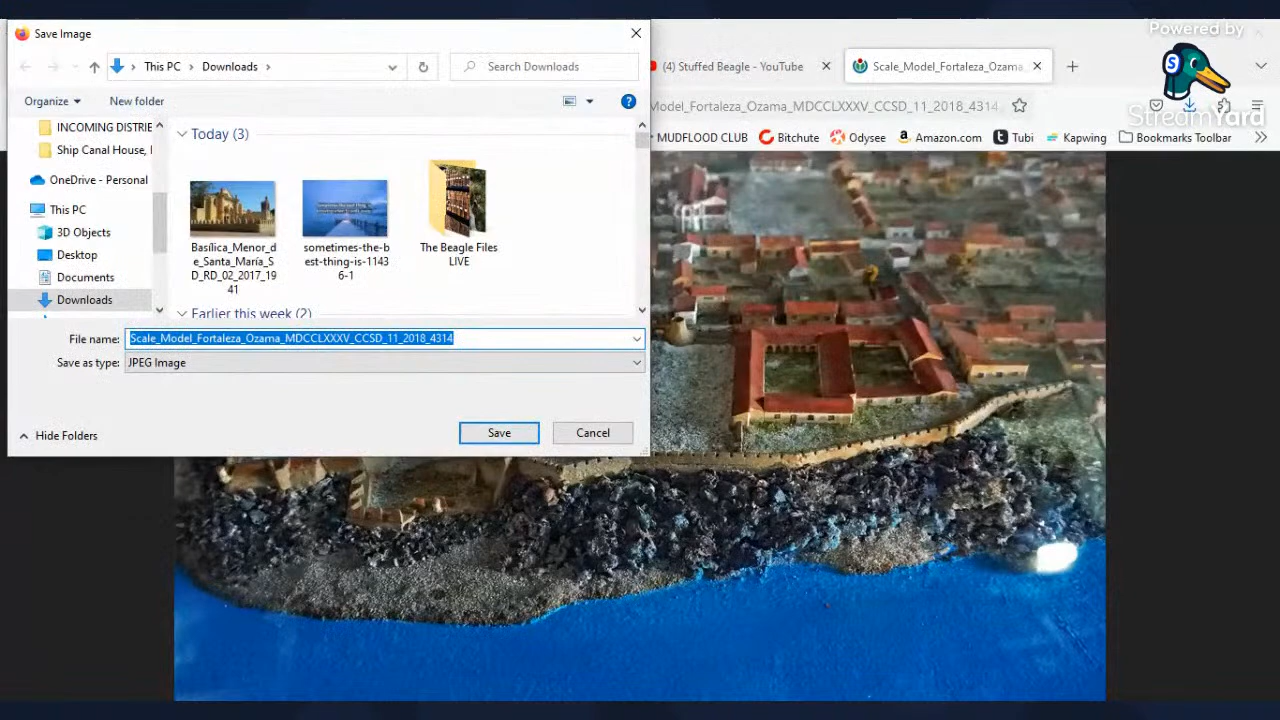 Save Image
Powered by
StreamYard
This PC
Downloads
Search Downloads
(4) Stuffed Beagle - YouTube
Scale_Model_Fortaleza_Ozama
Organize
New folder
Model_Fortaleza_Ozama_MDCCLXXXV_CCSD_11_2018_4314
MUDFLOOD CLUB
Bitchute
Odysee
Amazon.com
Tubi
Kapwing
Bookmarks Toolbar
INCOMING DISTRIE
Ship Canal House, I
OneDrive - Personal
This PC
3D Objects
Desktop
Documents
Downloads
Today (3)
Basílica_Menor_d
e_Santa_María_S
D_RD_02_2017_19
41
sometimes-the-b
est-thing-is-1143
6-1
The Beagle Files
LIVE
Earlier this week (2)
File name:
Scale_Model_Fortaleza_Ozama_MDCCLXXXV_CCSD_11_2018_4314
Save as type:
JPEG Image
Hide Folders
Save
Cancel